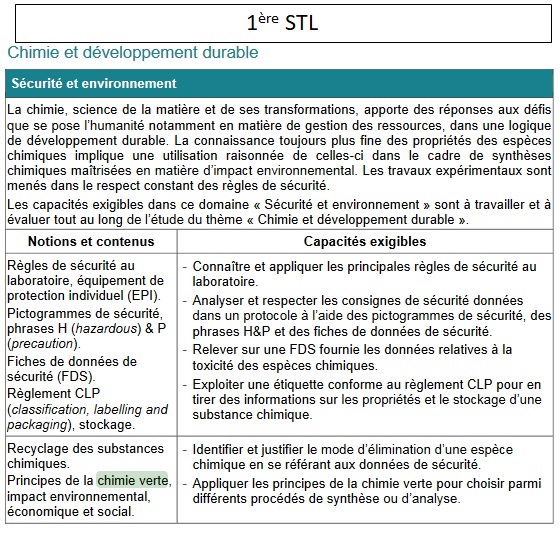 1ère STL
Chimie et développement durable
Sécurité et environnement
La chimie, science de la matière et de ses transformations, apporte des réponses aux défis
que se pose l'humanité notamment en matière de gestion des ressources, dans une logique
de développement durable. La connaissance toujours plus fine des propriétés des espèces
chimiques implique une utilisation raisonnée de celles-ci dans le cadre de synthèses
chimiques maîtrisées en matière d'impact environnemental. Les travaux expérimentaux sont
menés dans le respect constant des règles de sécurité.
Les capacités exigibles dans ce domaine « Sécurité et environnement » sont à travailler et à
évaluer tout au long de l'étude du thème « Chimie et développement durable ».
Notions et contenus
Capacités exigibles
Règles de sécurité au
laboratoire, équipement de
protection individuel (EPI).
Pictogrammes de sécurité,
phrases H (hazardous) & P
(precaution).
Fiches de données de
sécurité (FDS).
Règlement CLP
(classification, labelling and
packaging), stockage.
- Connaître et appliquer les principales règles de sécurité au
laboratoire.
- Analyser et respecter les consignes de sécurité données
dans un protocole à l'aide des pictogrammes de sécurité, des
phrases H&P et des fiches de données de sécurité.
- Relever sur une FDS fournie les données relatives à la
toxicité des espèces chimiques.
- Exploiter une étiquette conforme au règlement CLP pour en
tirer des informations sur les propriétés et le stockage d'une
substance chimique.
Recyclage des substances
chimiques.
Principes de la chimie verte,
impact environnemental,
économique et social.
- Identifier et justifier le mode d'élimination d'une espèce
chimique en se référant aux données de sécurité.
- Appliquer les principes de la chimie verte pour choisir parmi
différents procédés de synthèse ou d'analyse.